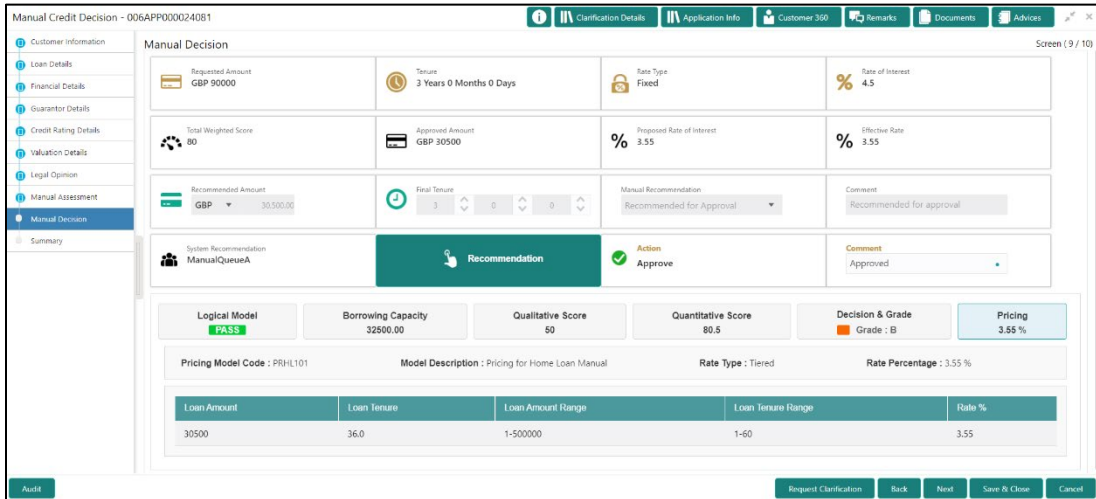 Manual Credit Decision - 006APP000024081
Clarification Details Application Info Customer 360 Remarks Documents Advices
Customer Information
Loan Details
Financial Details
Guarantor Details
Credit Rating Details
Valuation Details
Legal Opinion
Manual Assessment
Manual Decision
Summary
Manual Decision Screen ( 9 / 10)
Requested Amount Tenure Rate Type Rate of Interest
GBP 90000 3 Years 0 Months 0 Days Fixed 4.5
Total Weighted Score Approved Amount Proposed Rate of Interest Effective Rate
80 GBP 30500 3.55 3.55
Recommended Amount Final Tenure Manual Recommendation Comment
GBP 30,500.00 3 0 0 Recommended for Approval Recommended for approval
System Recommendation Recommendation Action Comment
ManualQueueA Approve Approved
Logical Model Borrowing Capacity Qualitative Score Quantitative Score Decision & Grade Pricing
PASS 32500.00 50 80.5 Grade : B 3.55 %
Pricing Model Code : PRHL101 Model Description : Pricing for Home Loan Manual Rate Type : Tiered Rate Percentage : 3.55 %
Loan Amount Loan Tenure Loan Amount Range Loan Tenure Range Rate %
30500 36.0 1-500000 1-60 3.55
Audit Request Clarification Back Next Save & Close Cancel